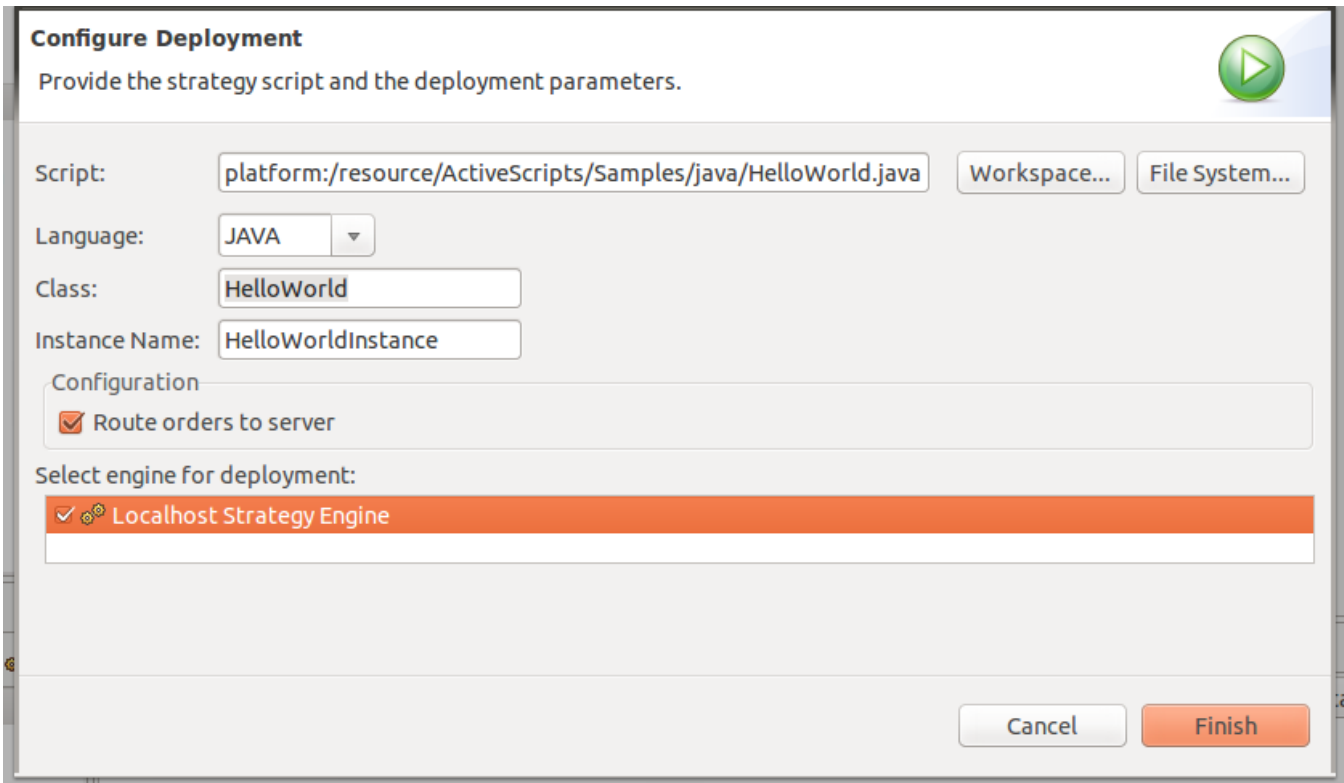 Configure Deployment
Provide the strategy script and the deployment parameters.
Script: platform:/resource/ActiveScripts/Samples/java/HelloWorld.java Workspace... File System...
Language: JAVA
Class: HelloWorld
Instance Name: HelloWorldInstance
Configuration
Route orders to server
Select engine for deployment:
Localhost Strategy Engine
Cancel Finish